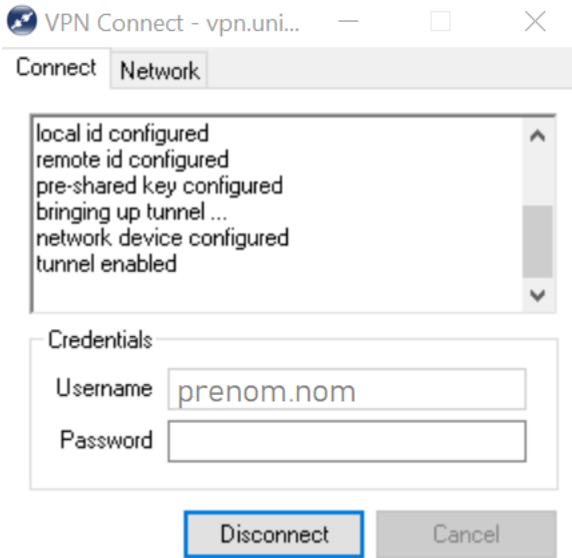 VPN Connect - vpn.uni...
Connect Network
local id configured
remote id configured
pre-shared key configured
bringing up tunnel ...
network device configured
tunnel enabled
Credentials
Username prenom.nom
Password
Disconnect Cancel